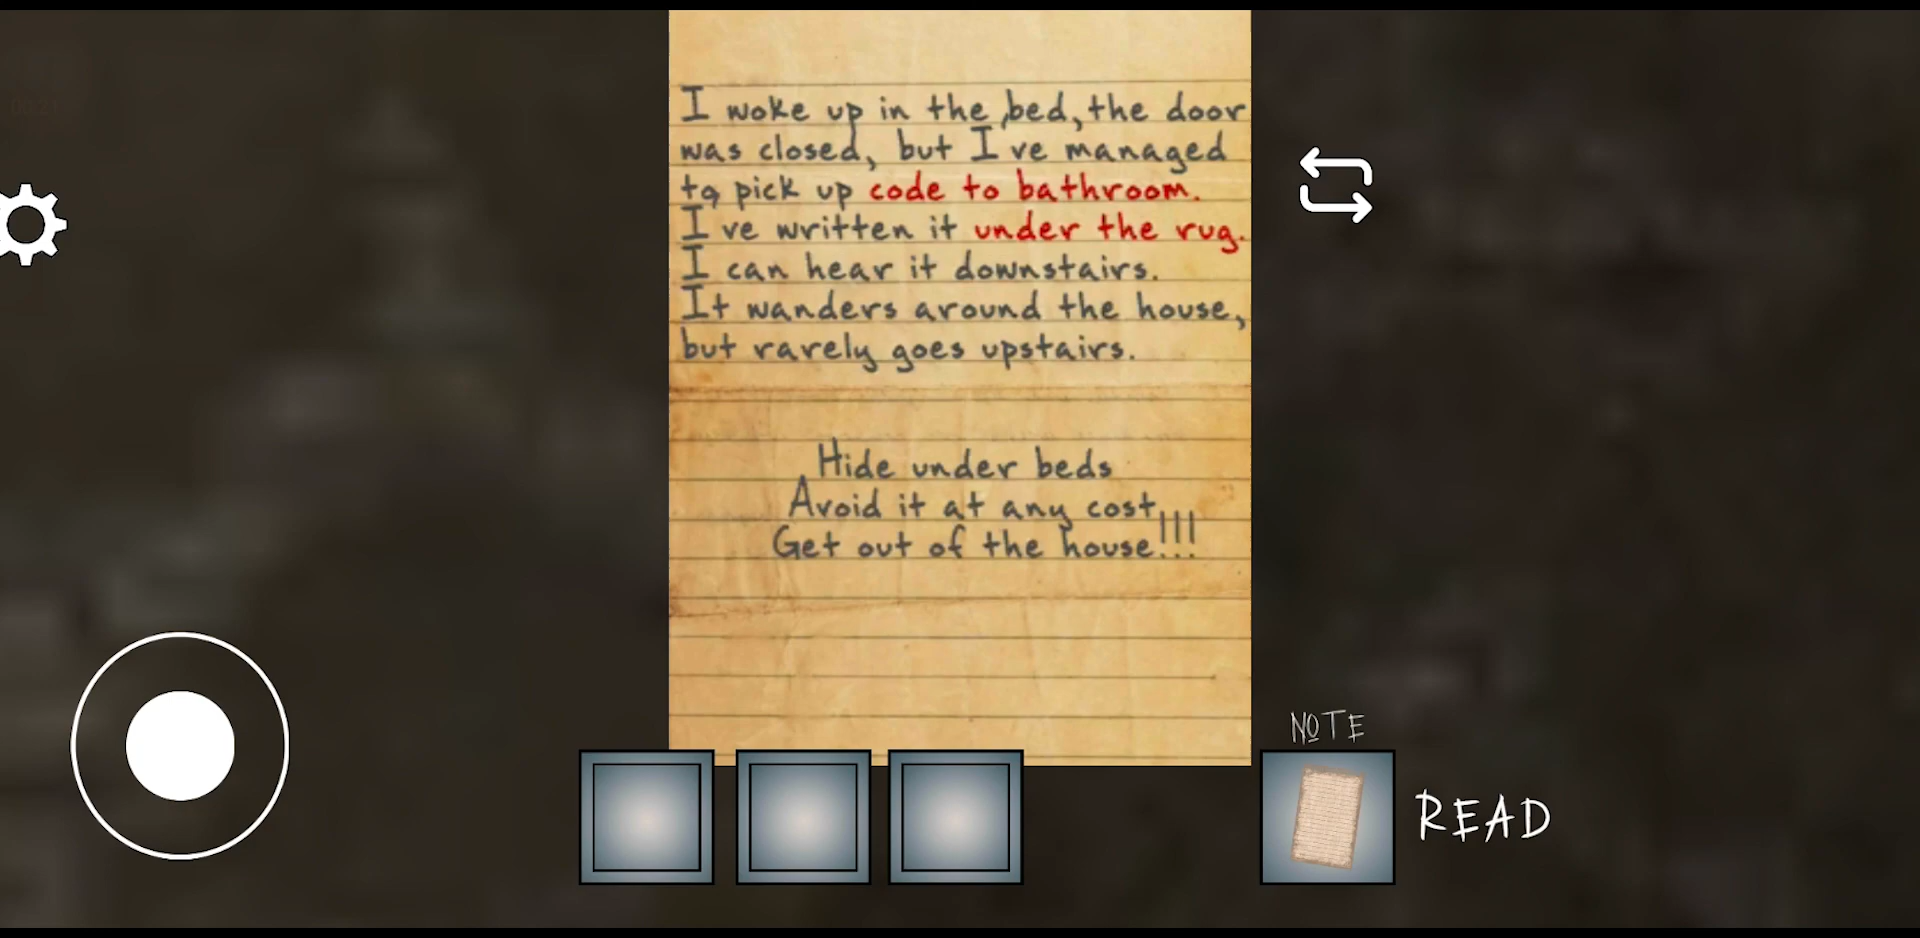 I woke up in the bed, the door
was closed, but I ve managed
to pick up code to bathroom.
I ve written it under the rug.
I can hear it downstairs.
It wanders around the house,
but rarely goes upstairs.
Hide under beds
Avoid it at any cost
Get out of the house!!!
NOTE
READ